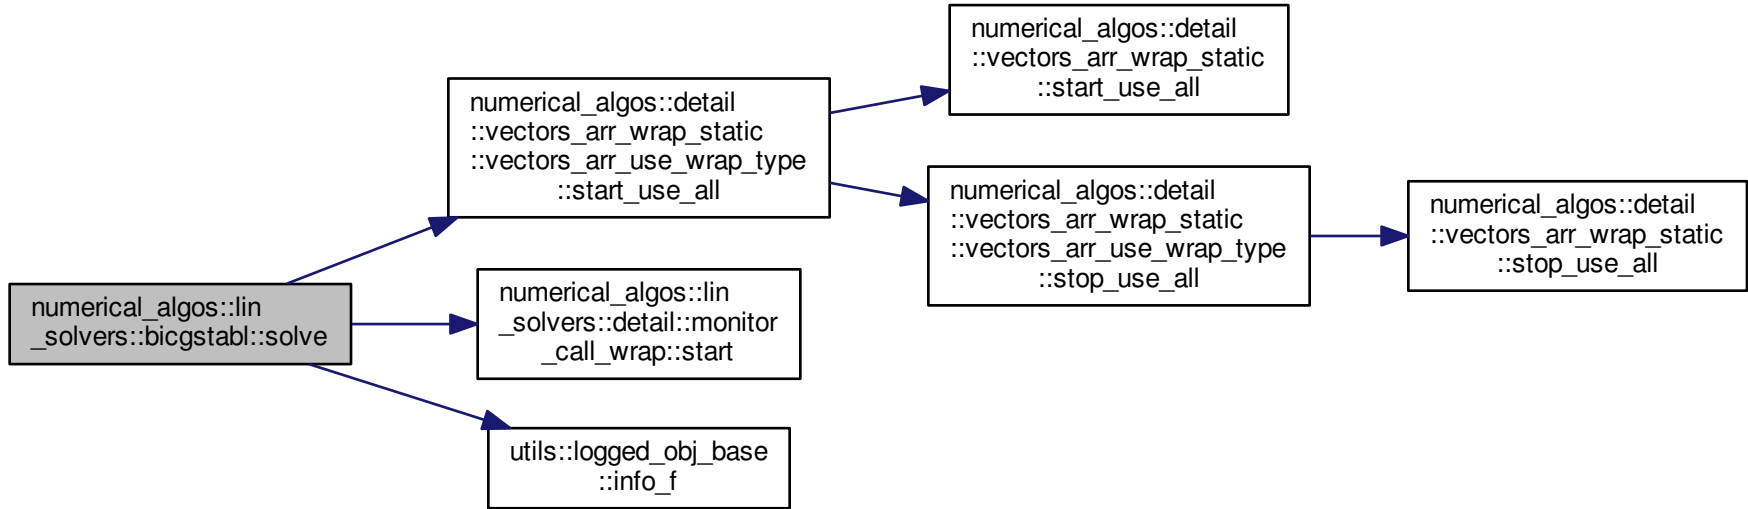 numerical_algos::lin
_solvers::bicgstabl::solve
numerical_algos::detail
::vectors_arr_wrap_static
::vectors_arr_use_wrap_type
::start_use_all
numerical_algos::detail
::vectors_arr_wrap_static
::start_use_all
numerical_algos::detail
::vectors_arr_wrap_static
::vectors_arr_use_wrap_type
::stop_use_all
numerical_algos::detail
::vectors_arr_wrap_static
::stop_use_all
numerical_algos::lin
_solvers::detail::monitor
_call_wrap::start
utils::logged_obj_base
::info_f